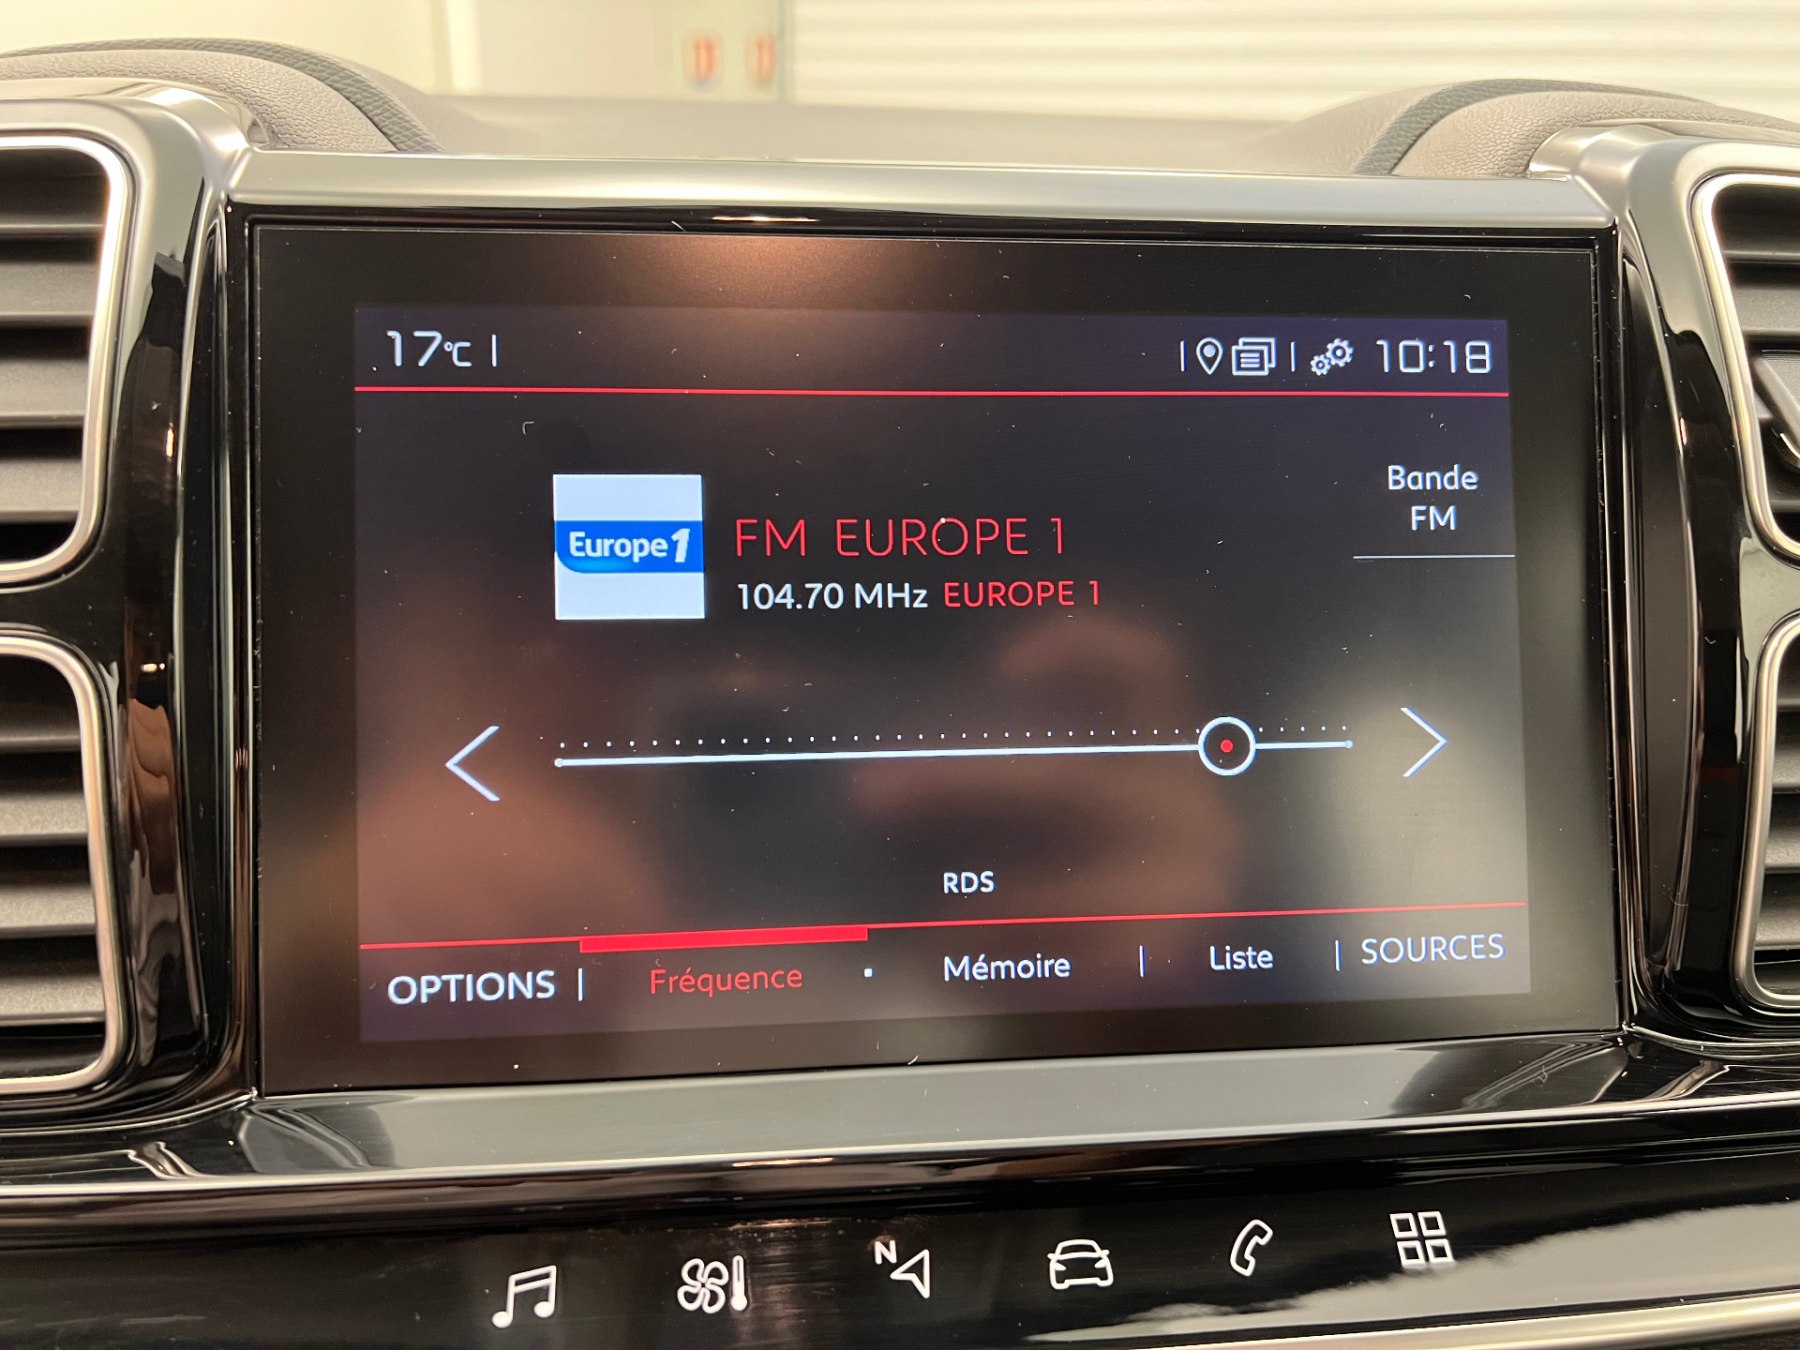 17°C
10:18
Bande
FM
Europe 1
FM EUROPE 1
104.70 MHz EUROPE 1
RDS
OPTIONS
Fréquence
Mémoire
Liste
SOURCES
N